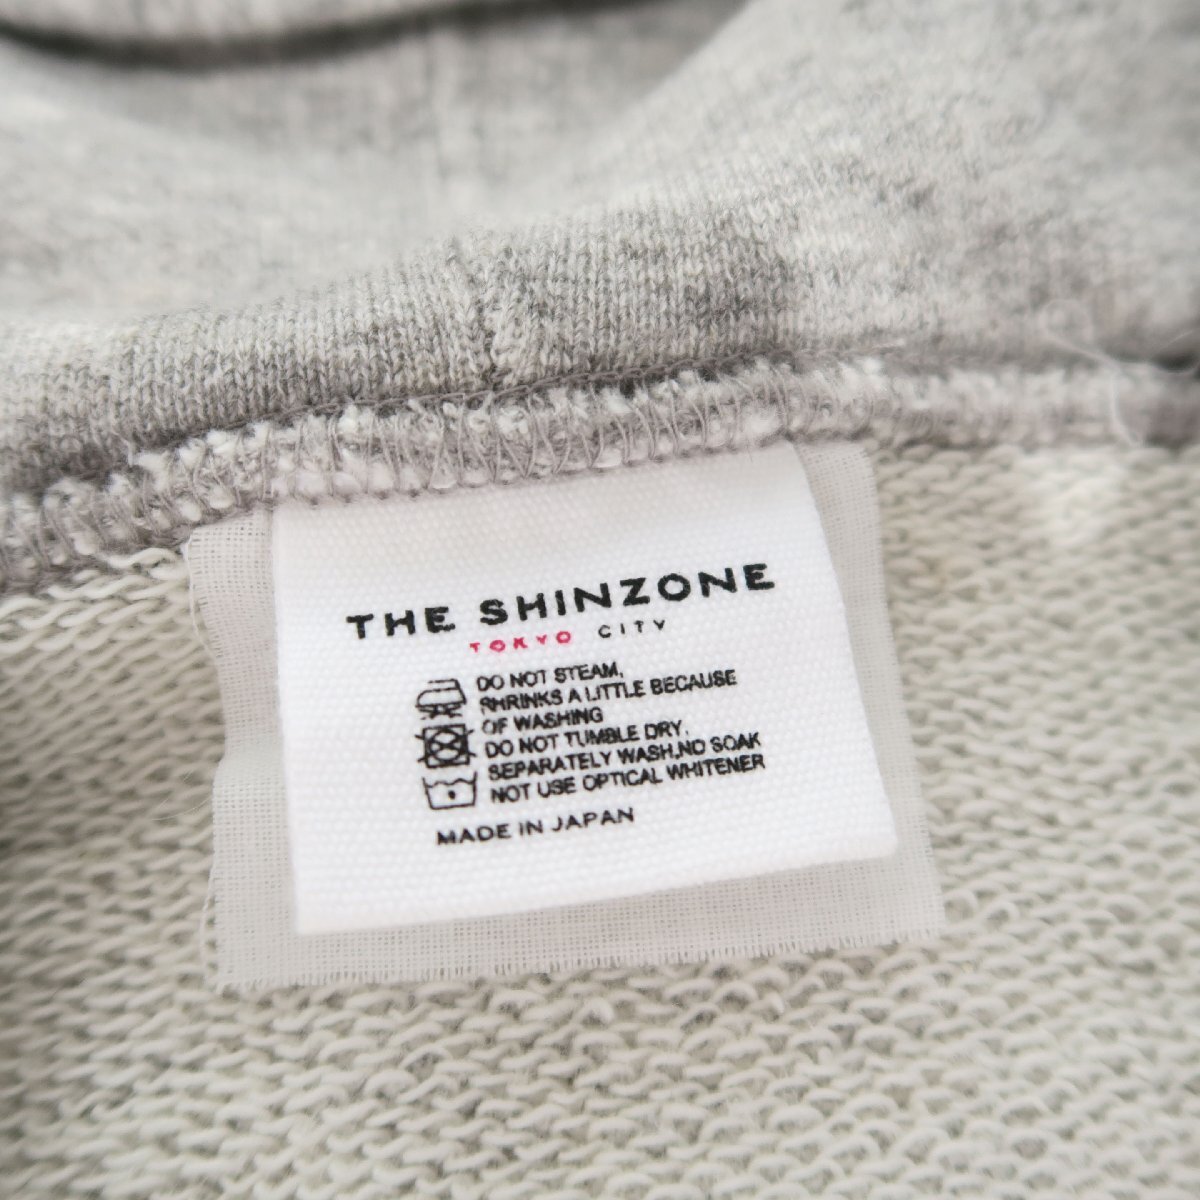 THE SHINZONE
TOKYO CITY
DO NOT STEAM,
SHRINKS A LITTLE BECAUSE
OF WASHING
DO NOT TUMBLE DRY,
SEPARATELY WASH,NO SOAK
NOT USE OPTICAL WHITENER
MADE IN JAPAN